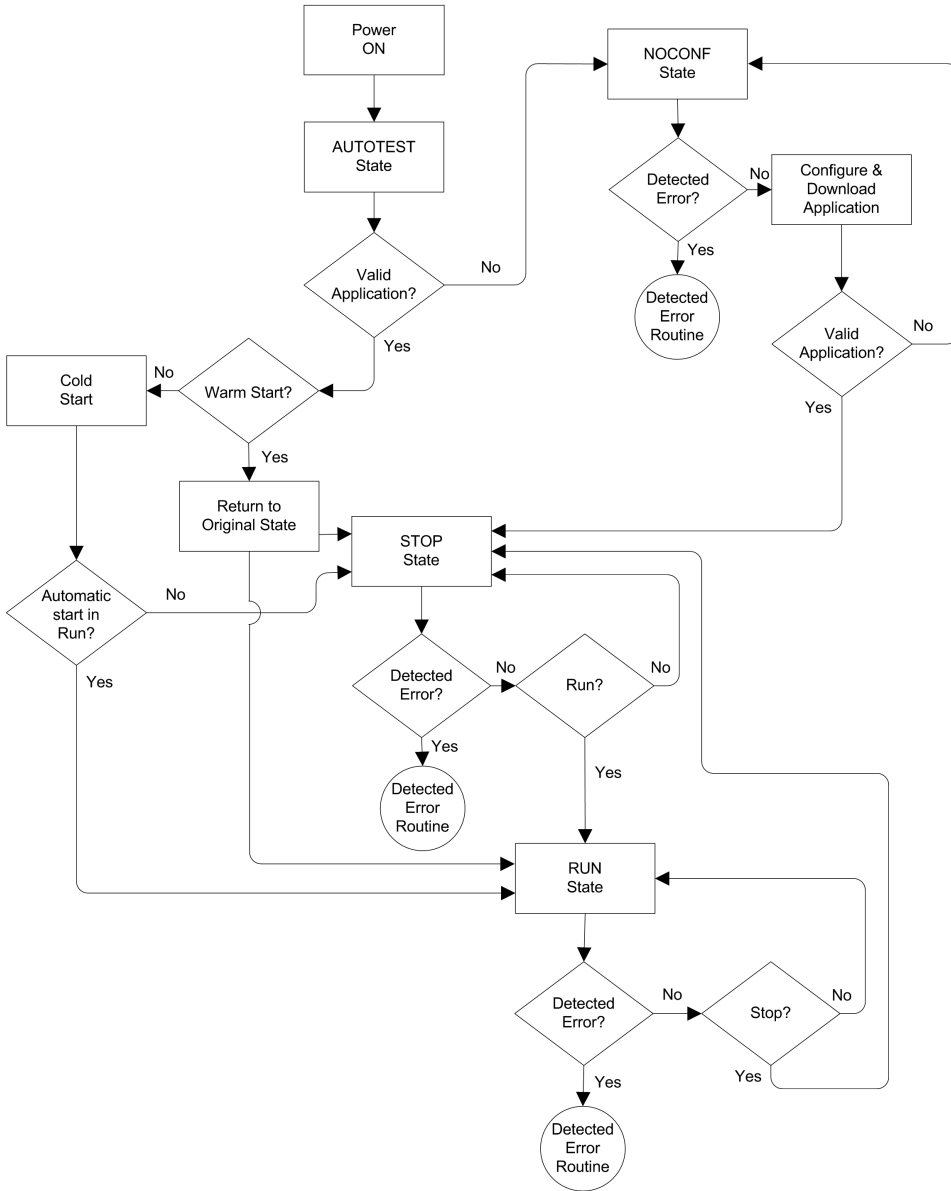 Power
ON
NOCONF
State
AUTOTEST
State
Detected
Error?
No
Configure &
Download
Application
Yes
Valid
Application?
No
Detected
Error
Routine
Valid
Application?
No
Yes
Yes
Cold
Start
No
Warm Start?
Yes
Return to
Original State
STOP
State
Automatic
start in
Run?
No
Yes
Detected
Error?
No
Run?
No
Yes
Detected
Error
Routine
Yes
RUN
State
Detected
Error?
No
Stop?
No
Yes
Yes
Detected
Error
Routine